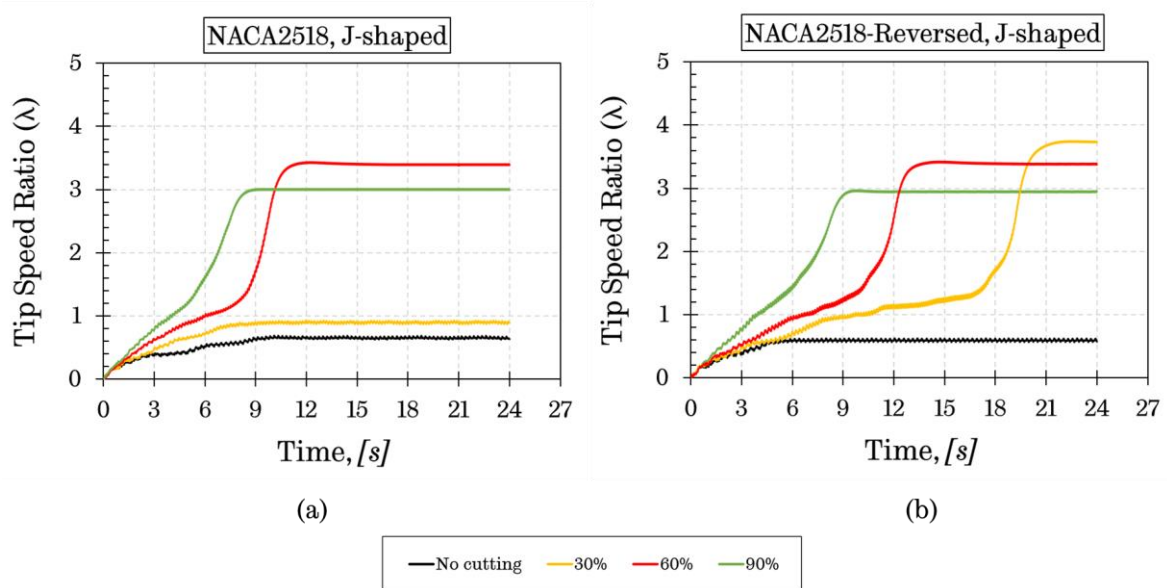 NACA2518, J-shaped
5
4
3
2
1
0
Tip Speed Ratio (λ)
0 3 6 9 12 15 18 21 24 27
Time, [s]
(a)
NACA2518-Reversed, J-shaped
5
4
3
2
1
0
Tip Speed Ratio (λ)
0 3 6 9 12 15 18 21 24 27
Time, [s]
(b)
No cutting 30% 60% 90%